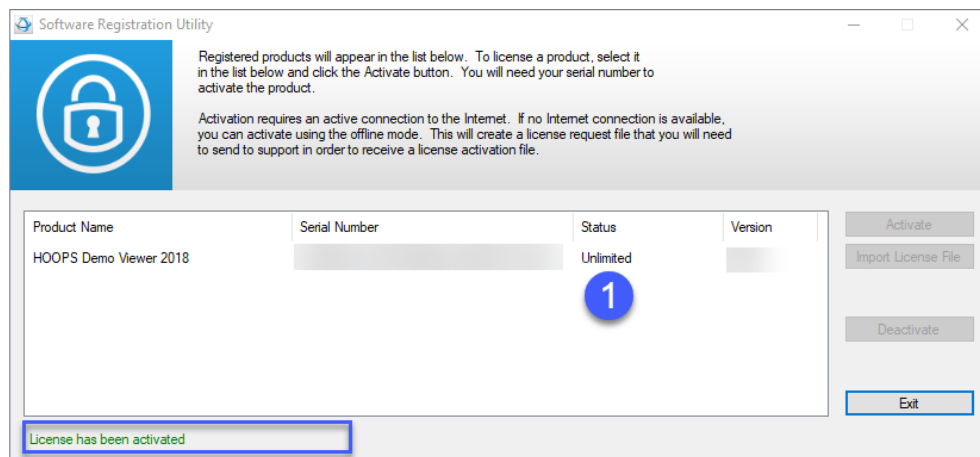 Software Registration Utility
Registered products will appear in the list below. To license a product, select it
in the list below and click the Activate button. You will need your serial number to
activate the product.
Activation requires an active connection to the Internet. If no Internet connection is available,
you can activate using the offline mode. This will create a license request file that you will need
to send to support in order to receive a license activation file.
Product Name Serial Number Status Version
HOOPS Demo Viewer 2018 Unlimited
1
Activate
Import License File
Deactivate
Exit
License has been activated